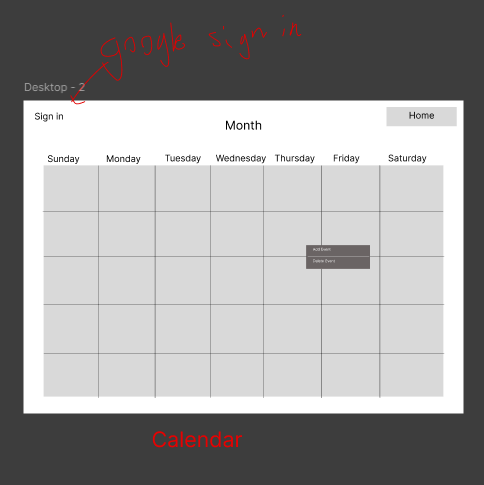 google sign in
Desktop - 2
Sign in
Month
Home
Sunday Monday Tuesday Wednesday Thursday Friday Saturday
Add Event
Delete Event
Calendar